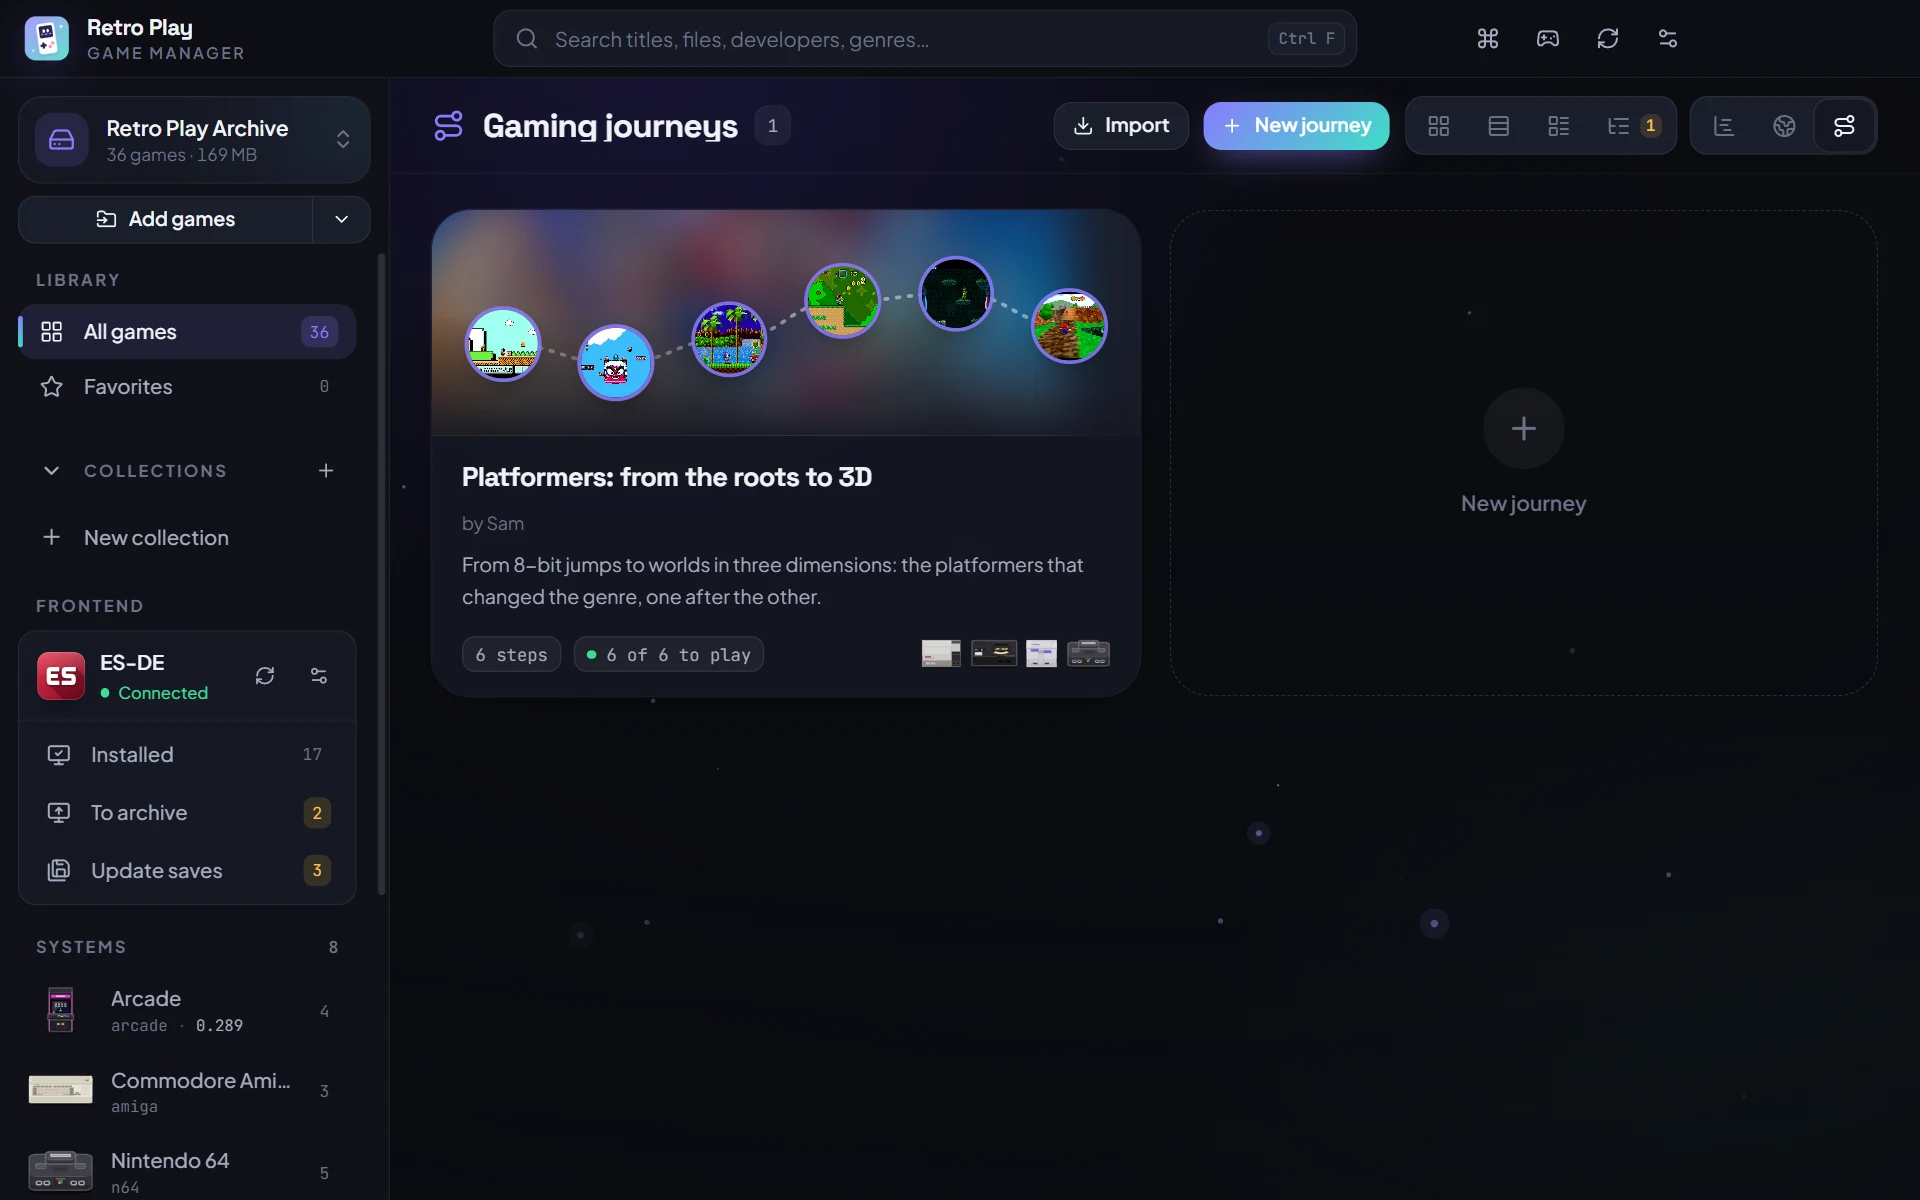 Retro Play
GAME MANAGER
Search titles, files, developers, genres...
Ctrl F
Retro Play Archive
36 games · 169 MB
Add games
LIBRARY
All games
36
Favorites
0
COLLECTIONS
New collection
FRONTEND
ES
ES-DE
Connected
Installed
17
To archive
2
Update saves
3
SYSTEMS
8
Arcade
arcade · 0.289
4
Commodore Ami...
amiga
3
Nintendo 64
n64
5
Gaming journeys
1
Import
New journey
1
Platformers: from the roots to 3D
by Sam
From 8-bit jumps to worlds in three dimensions: the platformers that
changed the genre, one after the other.
6 steps
6 of 6 to play
New journey